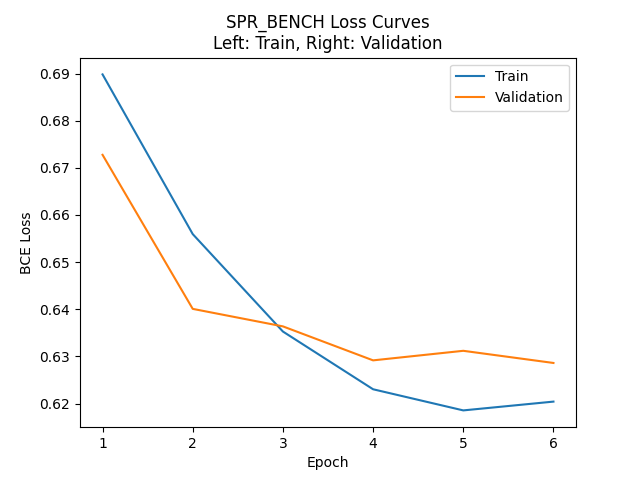 SPR_BENCH Loss Curves
Left: Train, Right: Validation
Train
Validation
BCE Loss
0.69
0.68
0.67
0.66
0.65
0.64
0.63
0.62
1 2 3 4 5 6
Epoch